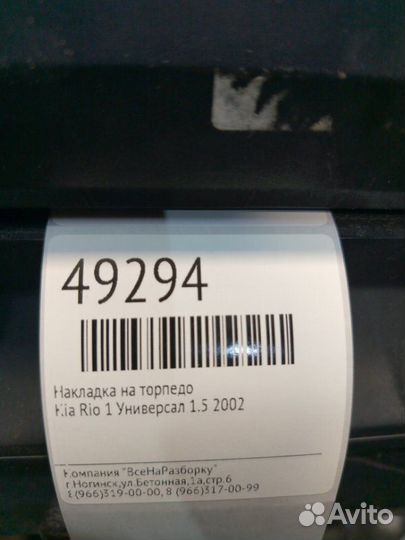 49294
Накладка на торпедо
Kia Rio 1 Универсал 1.5 2002
Компания "ВсеНаРазборку"
г.Ногинск,ул.Бетонная,1а,стр.6
8(966)319-00-00, 8 (966)317-00-99
Avito